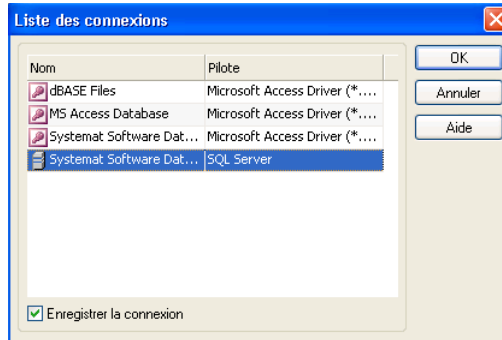 Liste des connexions
Nom Pilote
dBASE Files Microsoft Access Driver (*....
MS Access Database Microsoft Access Driver (*....
Systemat Software Dat... Microsoft Access Driver (*....
Systemat Software Dat... SQL Server
Enregistrer la connexion
OK
Annuler
Aide